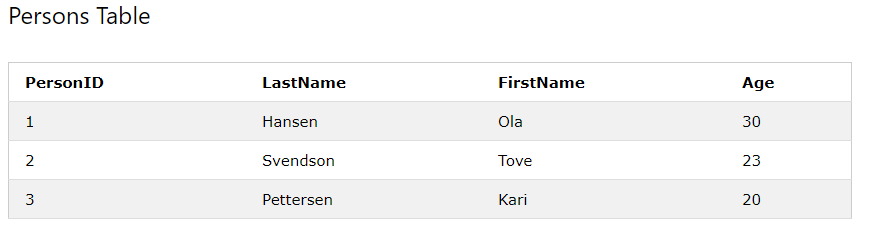 Persons Table
PersonID LastName FirstName Age
1 Hansen Ola 30
2 Svendson Tove 23
3 Pettersen Kari 20